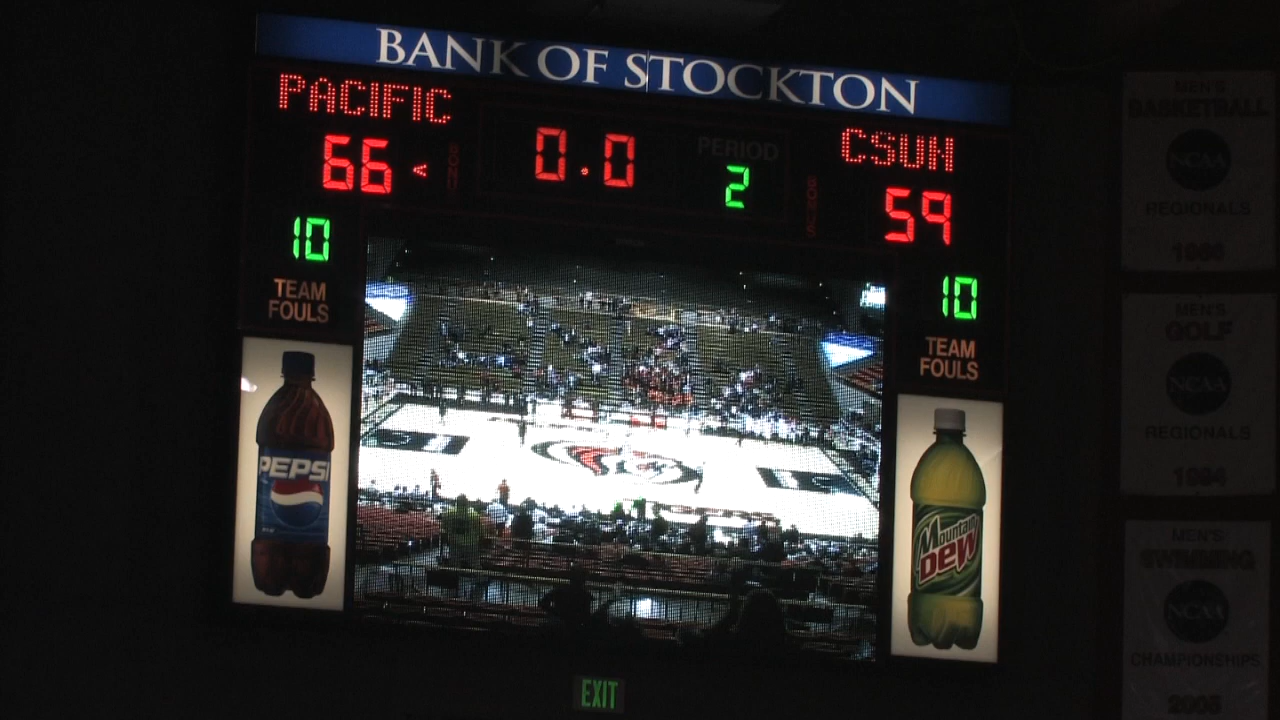 BANK OF STOCKTON
PACIFIC
66 <
0.0
PERIOD
2
CSUN
59
10
TEAM
FOULS
10
TEAM
FOULS
PEPSI
Mountain
Dew
EXIT
MEN'S
BASKETBALL
NCAA
REGIONALS
MEN'S
GOLF
NCAA
REGIONALS
MEN'S
SWIMMING
NCAA
CHAMPIONSHIPS